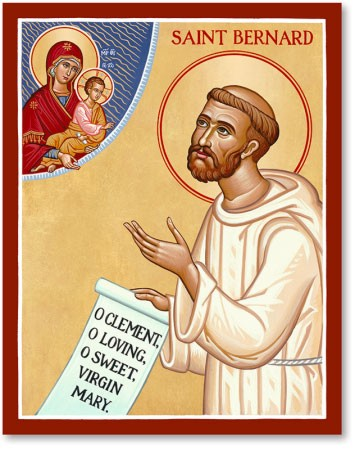 SAINT BERNARD
O CLEMENT,
O LOVING,
O SWEET,
VIRGIN
MARY.